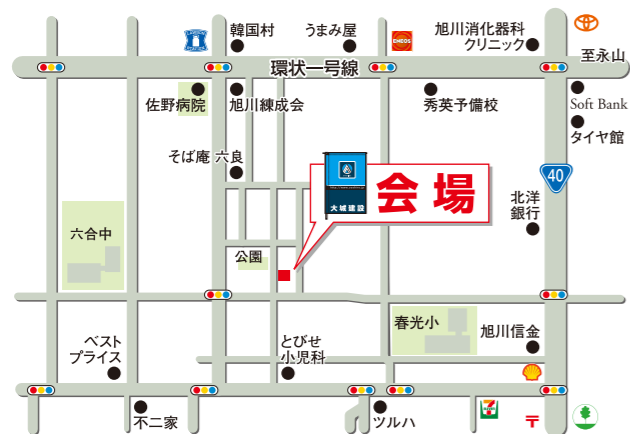 韓国村
うまみ屋
ENEOS
旭川消化器科
クリニック
至永山
環状一号線
佐野病院
旭川練成会
秀英予備校
Soft Bank
タイヤ館
そば庵 六良
40
大城建設
会場
北洋
銀行
六合中
公園
春光小
旭川信金
ベスト
プライス
とびせ
小児科
不二家
ツルハ
〒